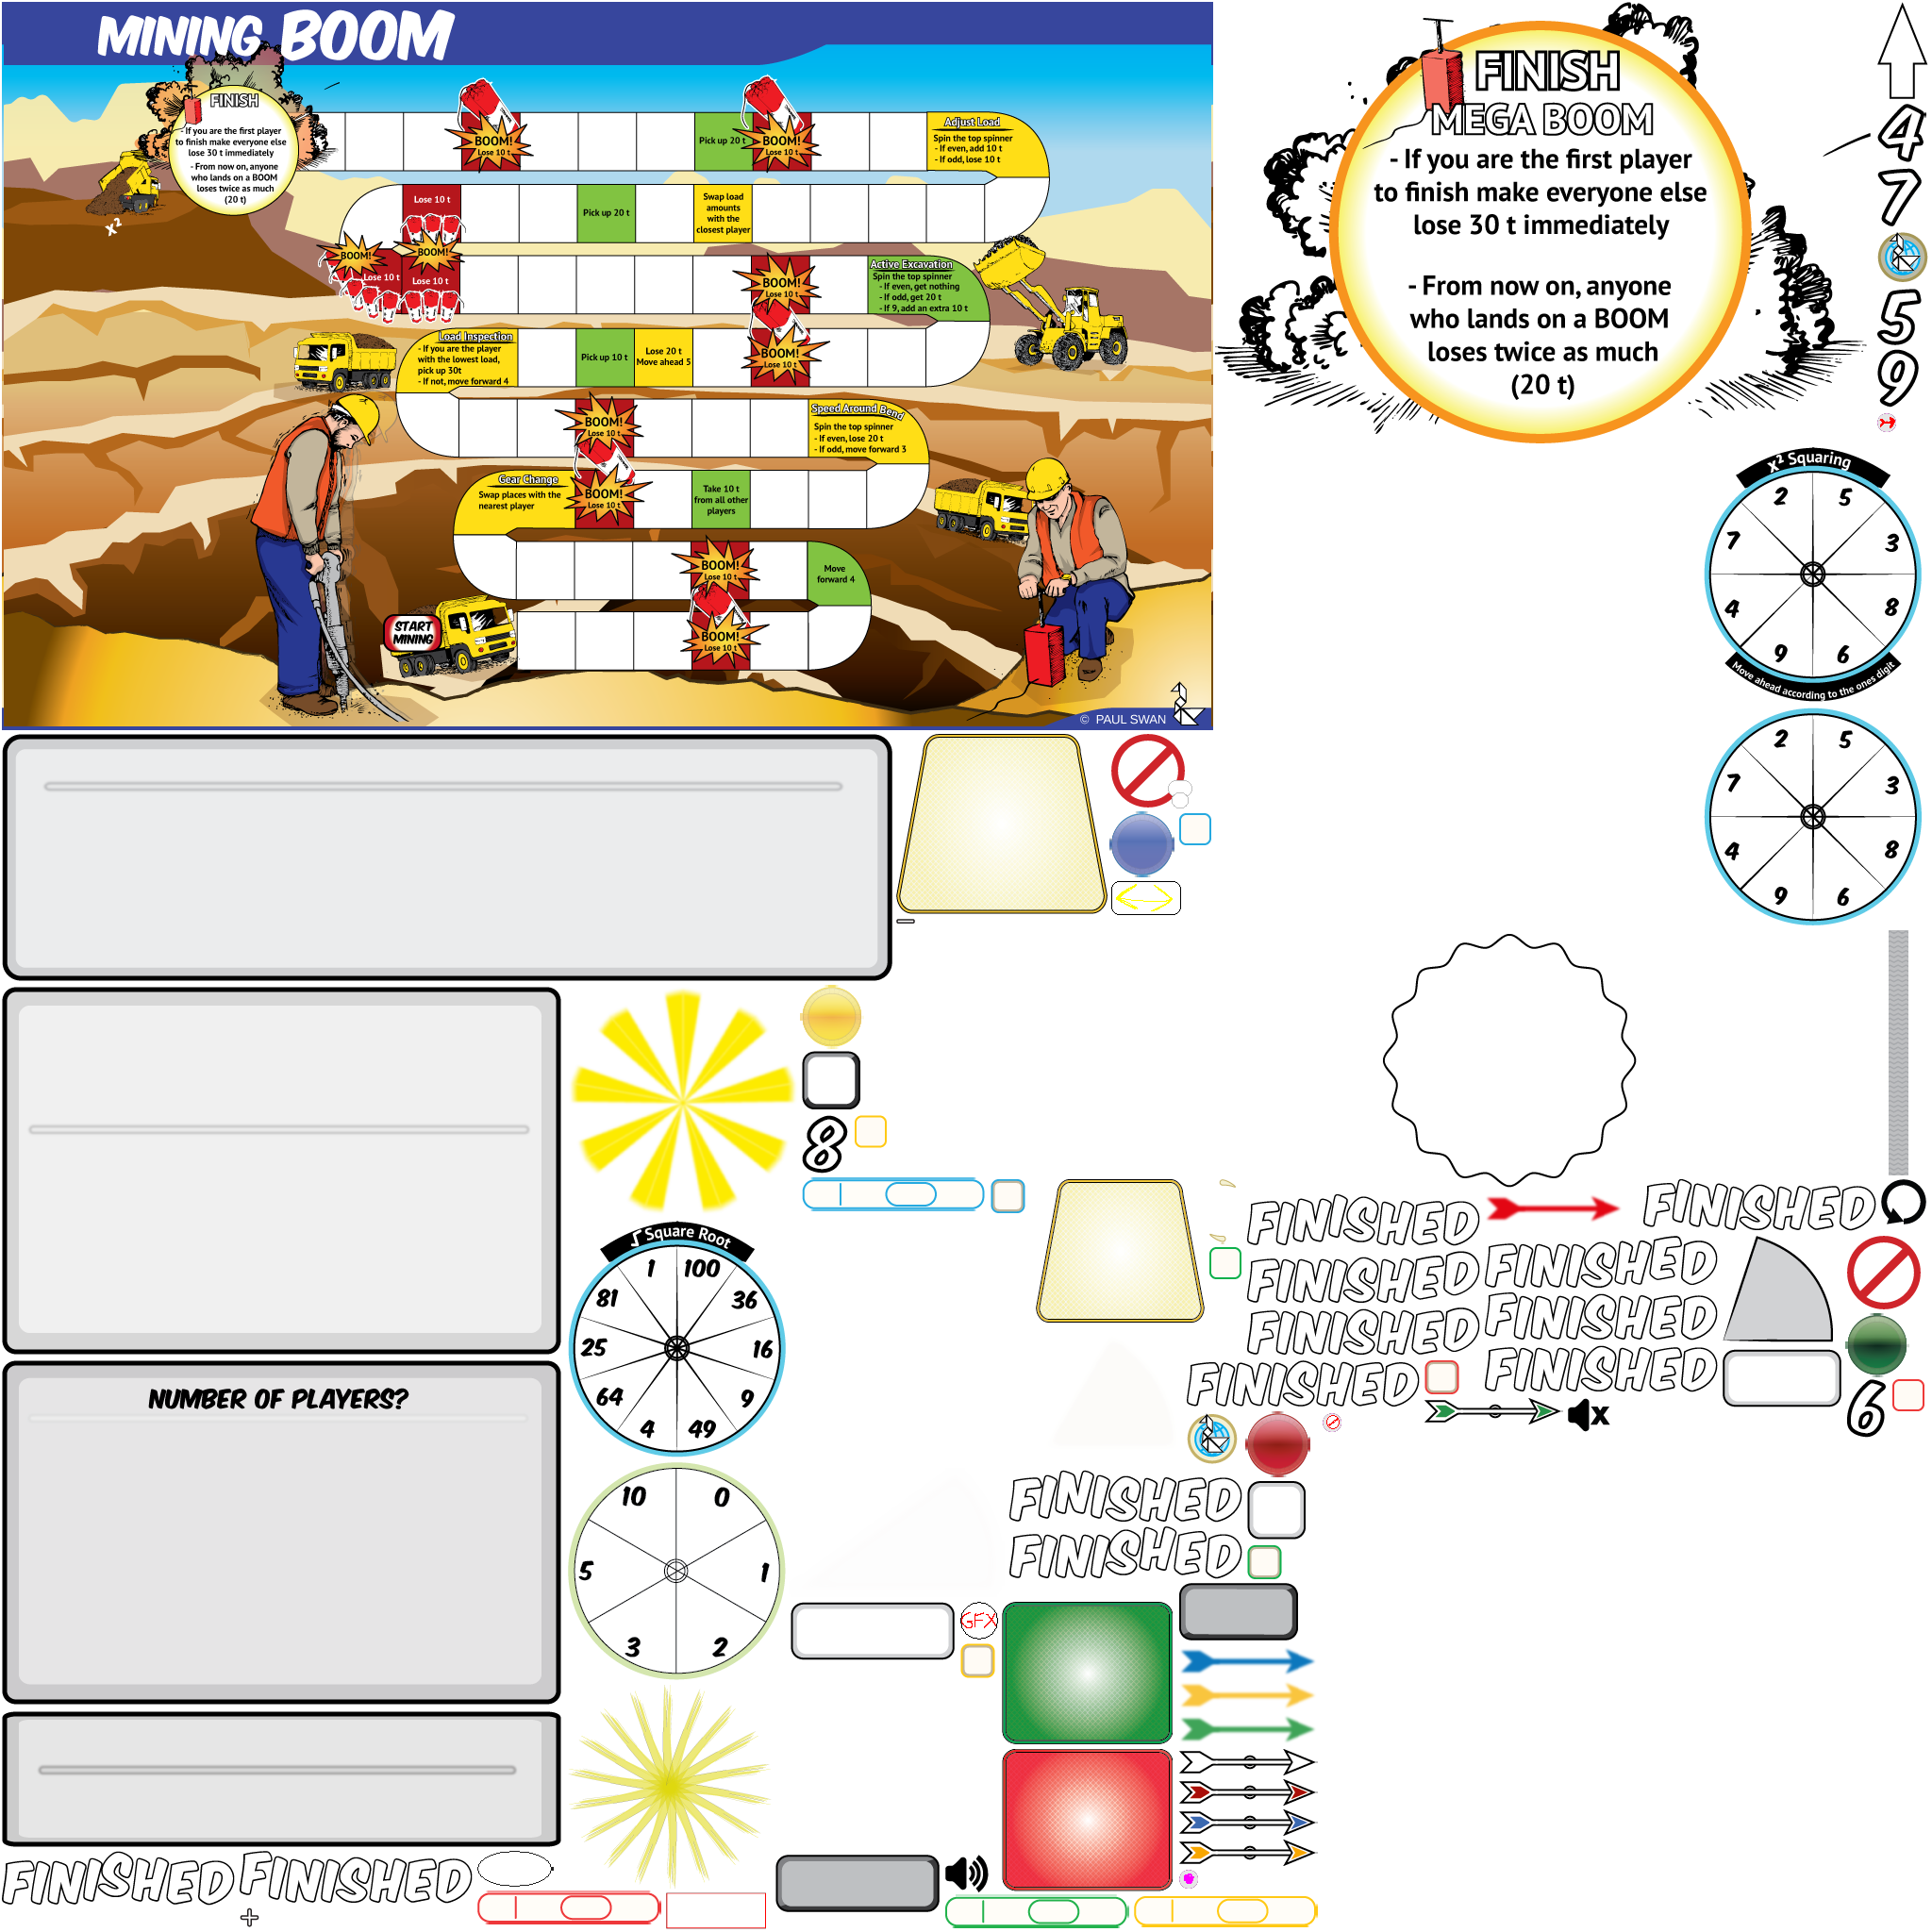 MINING BOOM
FINISH
- If you are the first player
to finish make everyone else
lose 30 t immediately
- From now on, anyone
who lands on a BOOM
loses twice as much
(20 t)
x²
BOOM!
Lose 10 t
Pick up 20 t
BOOM!
Lose 10 t
Adjust Load
Spin the top spinner
- If even, add 10 t
- If odd, lose 10 t
Lose 10 t
BOOM!
Pick up 20 t
Swap load
amounts
with the
closest player
BOOM!
Lose 10 t
Lose 10 t
BOOM!
Lose 10 t
Active Excavation
Spin the top spinner
- If even, get nothing
- If odd, get 20 t
- If 9, add an extra 10 t
Load Inspection
- If you are the player
with the lowest load,
pick up 30t
- If not, move forward 4
Pick up 10 t
Lose 20 t
Move ahead 5
BOOM!
Lose 10 t
BOOM!
Lose 10 t
Speed Around Bend
Spin the top spinner
- If even, lose 20 t
- If odd, move forward 3
Gear Change
Swap places with the
nearest player
BOOM!
Lose 10 t
Take 10 t
from all other
players
BOOM!
Lose 10 t
Move
forward 4
START
MINING
BOOM!
Lose 10 t
© PAUL SWAN
FINISH
MEGA BOOM
- If you are the first player
to finish make everyone else
lose 30 t immediately
- From now on, anyone
who lands on a BOOM
loses twice as much
(20 t)
4
7
5
9
x² Squaring
2 5
7 3
4 8
9 6
Move ahead according to the ones digit
2 5
7 3
4 8
9 6
8
√ Square Root
1 100
81 36
25 16
64 9
4 49
NUMBER OF PLAYERS?
10 0
5 1
3 2
FINISHED
FINISHED
FINISHED
FINISHED
FINISHED
FINISHED
FINISHED
FINISHED
6
FINISHED
FINISHED
GFX
FINISHED
FINISHED
+